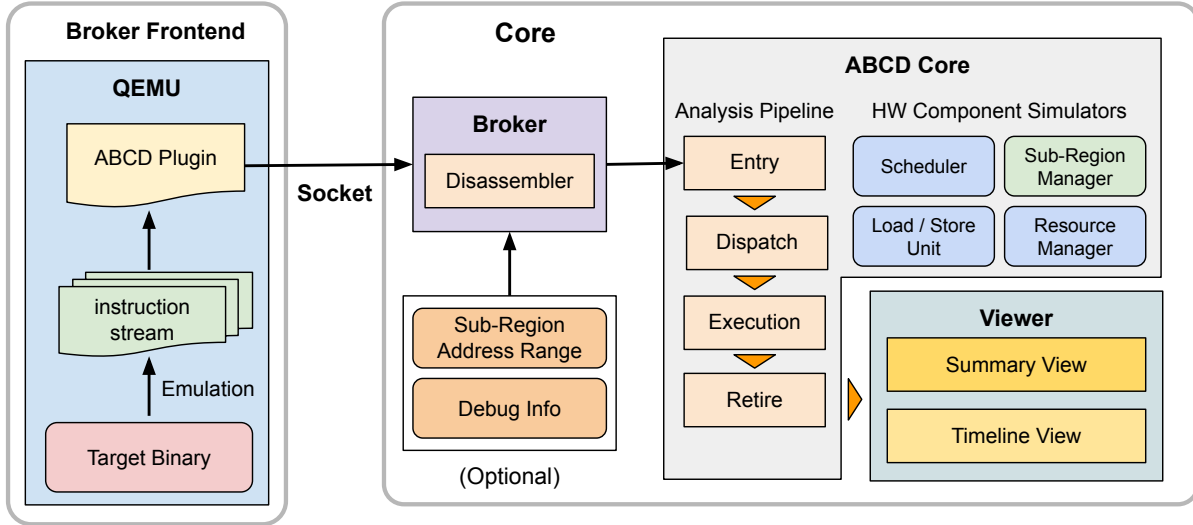 Broker Frontend
QEMU
ABCD Plugin
instruction
stream
Emulation
Target Binary
Socket
Core
Broker
Disassembler
Sub-Region
Address Range
Debug Info
(Optional)
ABCD Core
Analysis Pipeline
Entry
Dispatch
Execution
Retire
HW Component Simulators
Scheduler
Sub-Region
Manager
Load / Store
Unit
Resource
Manager
Viewer
Summary View
Timeline View